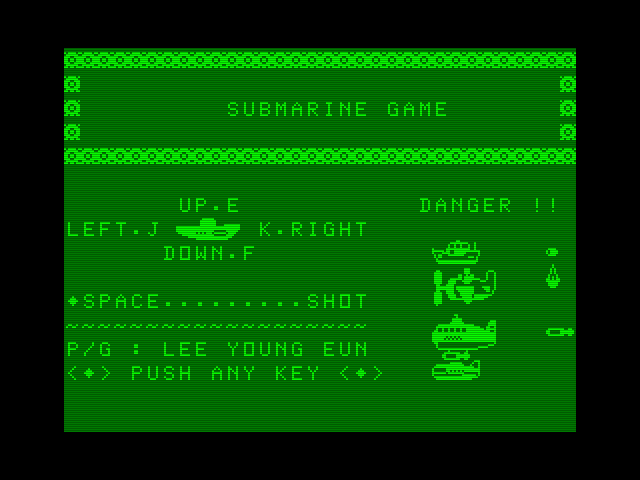 SUBMARINE GAME
UP.E
DANGER !!
LEFT.J K.RIGHT
DOWN.F
SPACE.........SHOT
~~~~~~~~~~~~~~~~~~~
P/G : LEE YOUNG EUN
<◆> PUSH ANY KEY <◆>